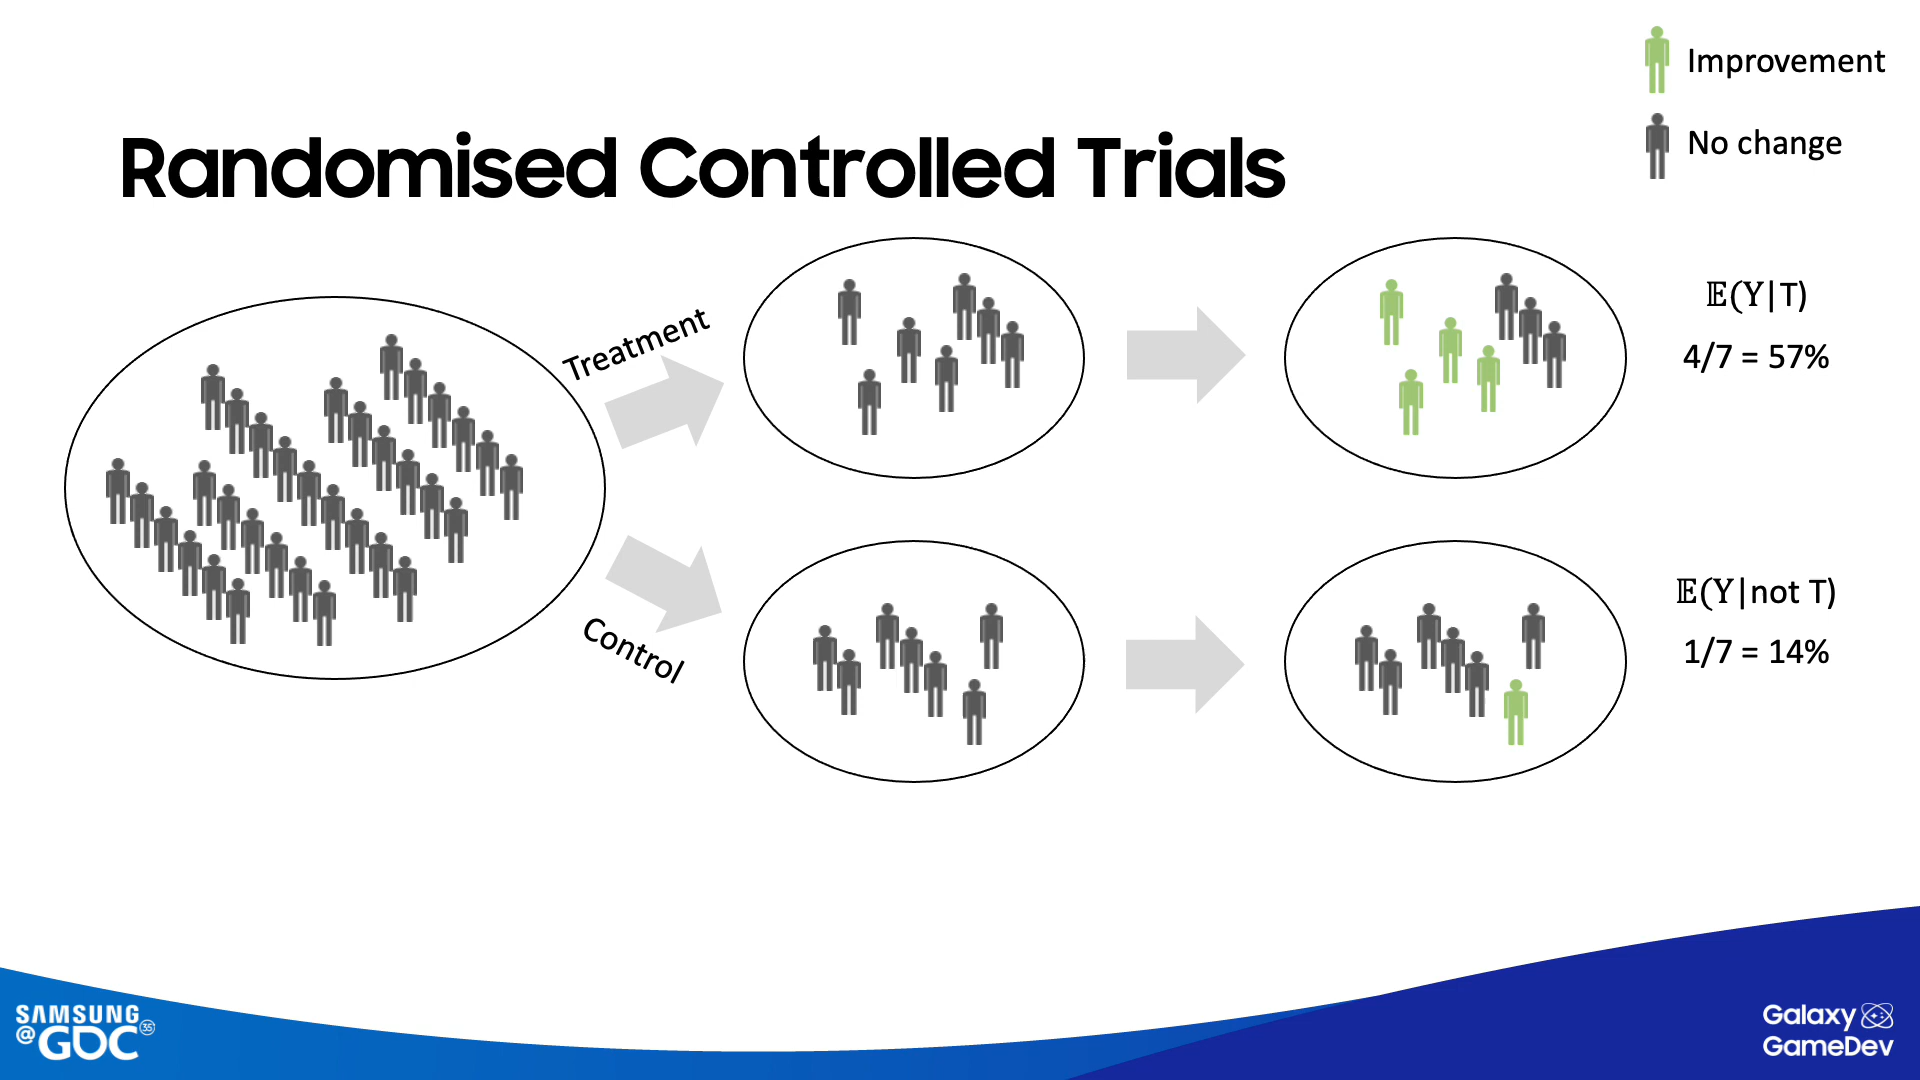 Improvement
No change
Randomised Controlled Trials
Treatment
𝔼(Y|T)
4/7 = 57%
Control
𝔼(Y|not T)
1/7 = 14%
SAMSUNG
@GDC 35
Galaxy
GameDev